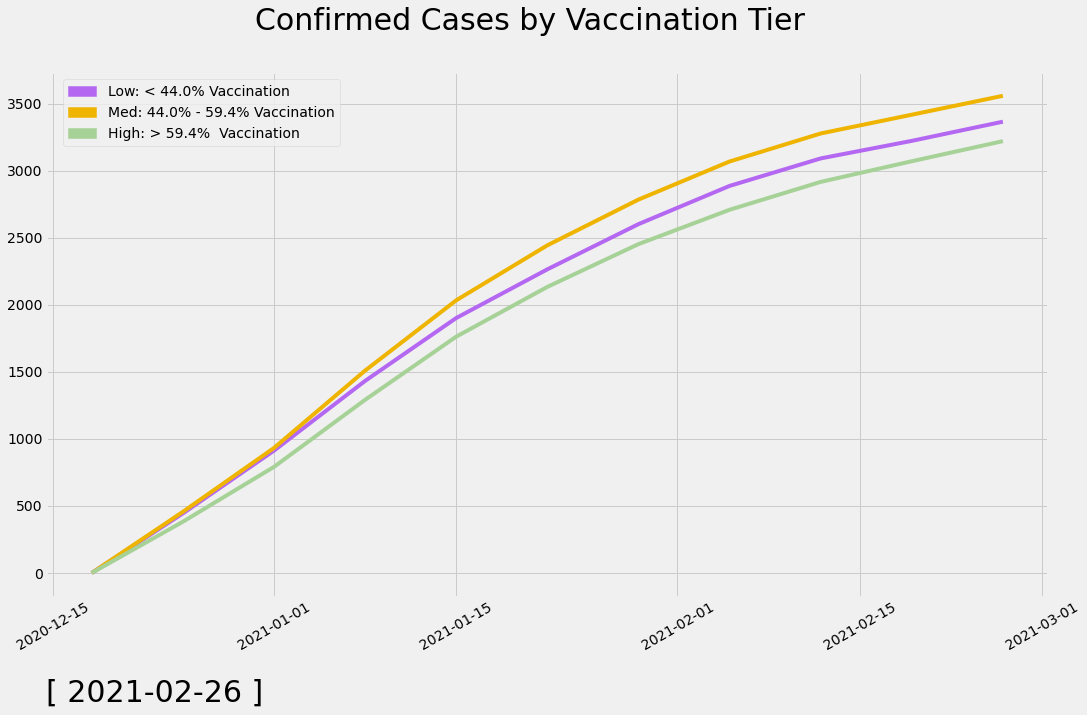 Confirmed Cases by Vaccination Tier
Low: < 44.0% Vaccination
Med: 44.0% - 59.4% Vaccination
High: > 59.4%  Vaccination
3500
3000
2500
2000
1500
1000
500
0
2020-12-15
2021-01-01
2021-01-15
2021-02-01
2021-02-15
2021-03-01
[ 2021-02-26 ]